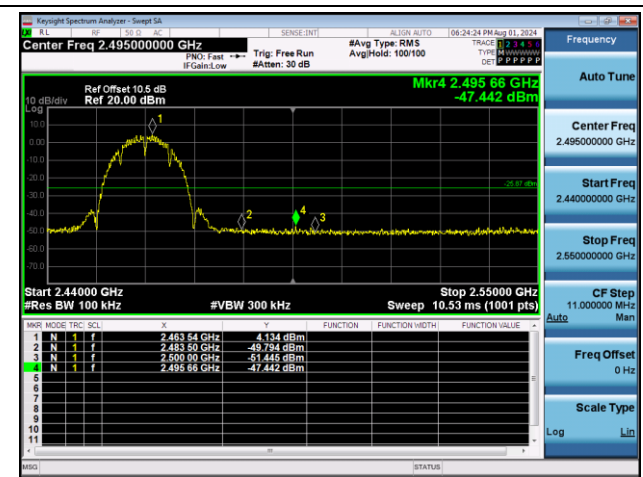 Keysight Spectrum Analyzer - Swept SA
RL RF 50 Ω AC SENSE:INT ALIGN AUTO 06:24:24 PM Aug 01, 2024
Center Freq 2.495000000 GHz
PNO: Fast
IFGain:Low
Trig: Free Run
#Atten: 30 dB
#Avg Type: RMS
Avg|Hold: 100/100
TRACE 1 2 3 4 5 6
TYPE M WWWWW
DET P P P P P P
Frequency
Auto Tune
Center Freq
2.495000000 GHz
Start Freq
2.440000000 GHz
Stop Freq
2.550000000 GHz
CF Step
11.000000 MHz
Auto Man
Freq Offset
0 Hz
Scale Type
Log Lin
Ref Offset 10.5 dB
10 dB/div Ref 20.00 dBm
Log
Mkr4 2.495 66 GHz
-47.442 dBm
10.0
0.00
-10.0
-20.0
-30.0
-40.0
-50.0
-60.0
-70.0
1
2
4
3
-25.87 dBm
Start 2.44000 GHz Stop 2.55000 GHz
#Res BW 100 kHz #VBW 300 kHz Sweep 10.53 ms (1001 pts)
MKR MODE TRC SCL X Y FUNCTION FUNCTION WIDTH FUNCTION VALUE
1 N 1 f 2.463 54 GHz 4.134 dBm
2 N 1 f 2.483 50 GHz -49.794 dBm
3 N 1 f 2.500 00 GHz -51.445 dBm
4 N 1 f 2.495 66 GHz -47.442 dBm
5
6
7
8
9
10
11
MSG STATUS